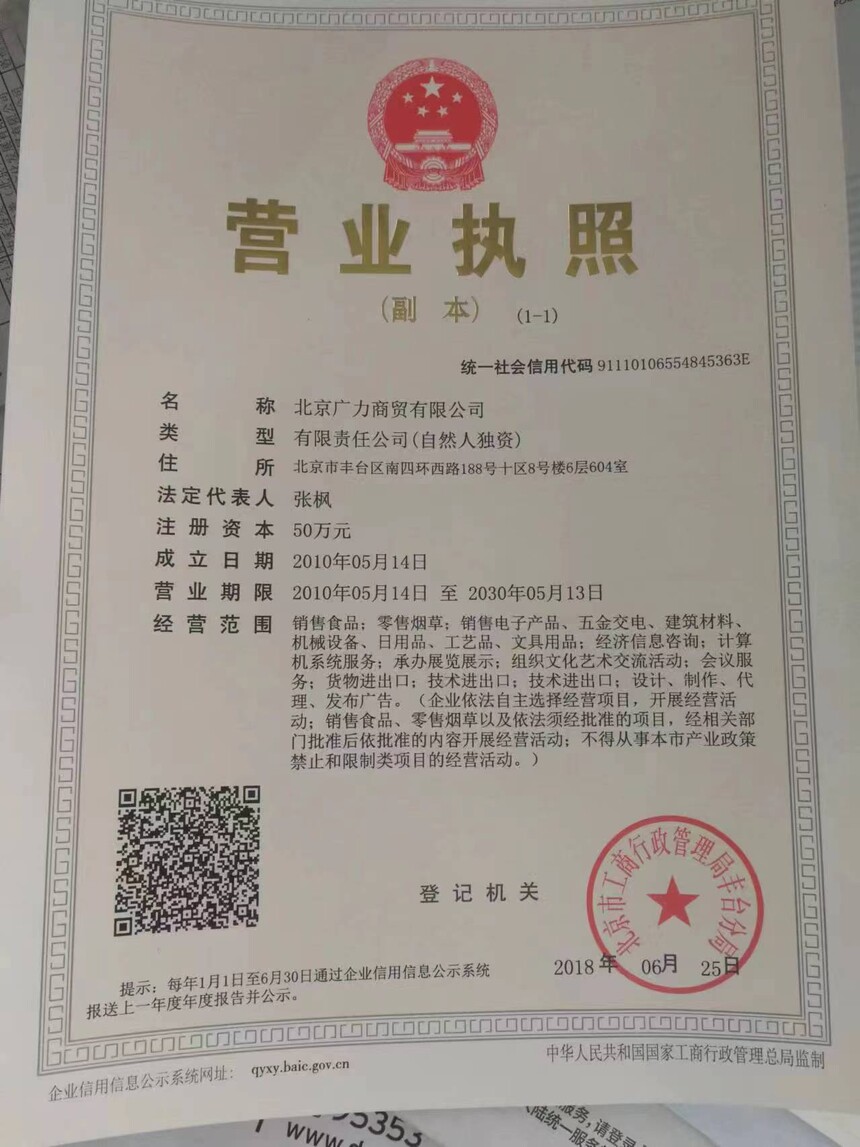 营业执照
（副 本） (1-1)
统一社会信用代码 91110106554845363E
名称 北京广力商贸有限公司
类型 有限责任公司(自然人独资)
住所 北京市丰台区南四环西路188号十区8号楼6层604室
法定代表人 张枫
注册资本 50万元
成立日期 2010年05月14日
营业期限 2010年05月14日 至 2030年05月13日
经营范围 销售食品；零售烟草；销售电子产品、五金交电、建筑材料、
机械设备、日用品、工艺品、文具用品；经济信息咨询；计算
机系统服务；承办展览展示；组织文化艺术交流活动；会议服
务；货物进出口；技术进出口；技术进出口；设计、制作、代
理、发布广告。（企业依法自主选择经营项目，开展经营活
动；销售食品、零售烟草以及依法须经批准的项目，经相关部
门批准后依批准的内容开展经营活动；不得从事本市产业政策
禁止和限制类项目的经营活动。）
登记机关
北京市工商行政管理局丰台分局
2018年 06月 25日
提示：每年1月1日至6月30日通过企业信用信息公示系统
报送上一年度年度报告并公示。
企业信用信息公示系统网址： qyxy.baic.gov.cn
中华人民共和国国家工商行政管理总局监制